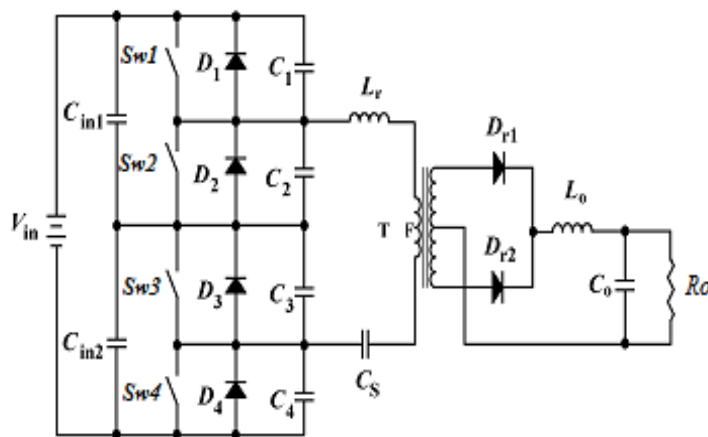 Sw1
D1
C1
Lr
Cin1
Dr1
Sw2
D2
C2
Lo
Vin
T F
Dr2
Sw3
D3
C3
Co
Ro
Cin2
CS
Sw4
D4
C4